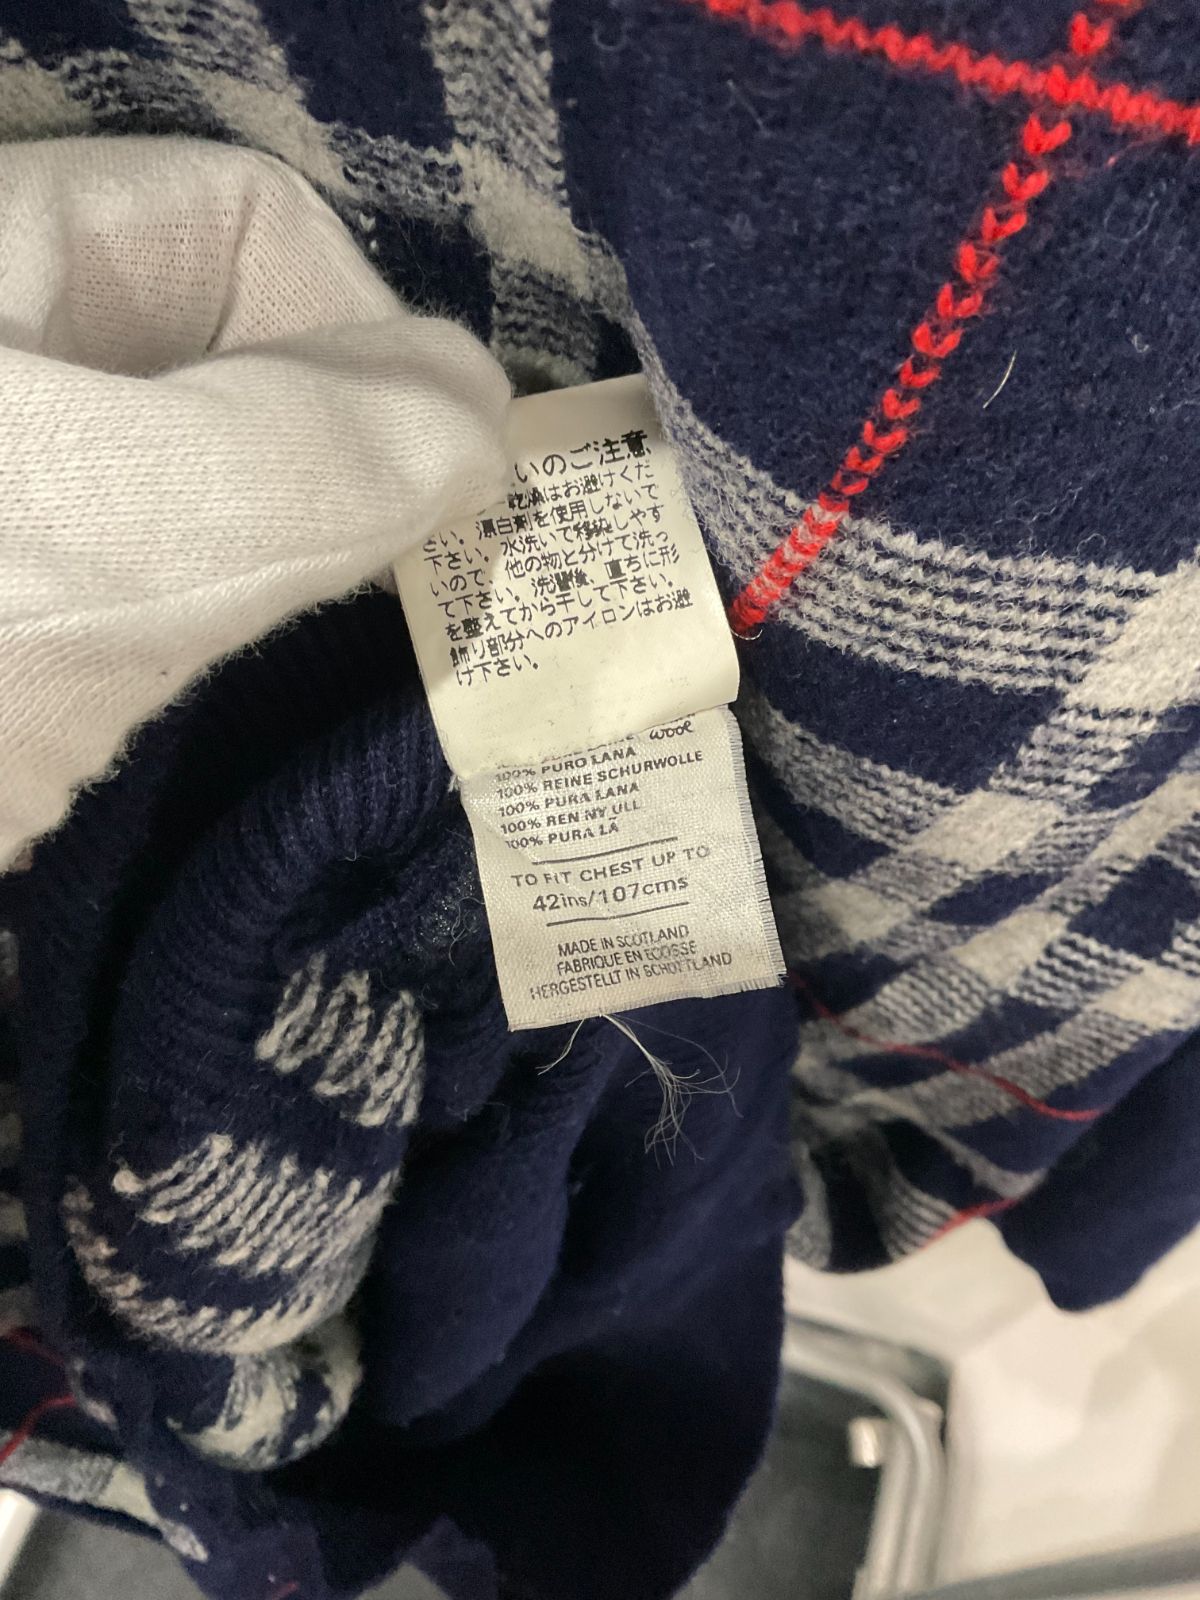 いのご注意
乾燥はお避けくだ
さい。漂白剤を使用しないで
下さい。水洗いで移染しやす
いので、他の物と分けて洗っ
て下さい。洗濯後、直ちに形
を整えてから干して下さい。
飾り部分へのアイロンはお避
け下さい。
wool
100% PURO LANA
100% REINE SCHURWOLLE
100% PURA LANA
100% REN NY ULL
100% PURA LÃ
TO FIT CHEST UP TO
42ins/107cms
MADE IN SCOTLAND
FABRIQUE EN ECOSSE
HERGESTELLT IN SCHOTTLAND